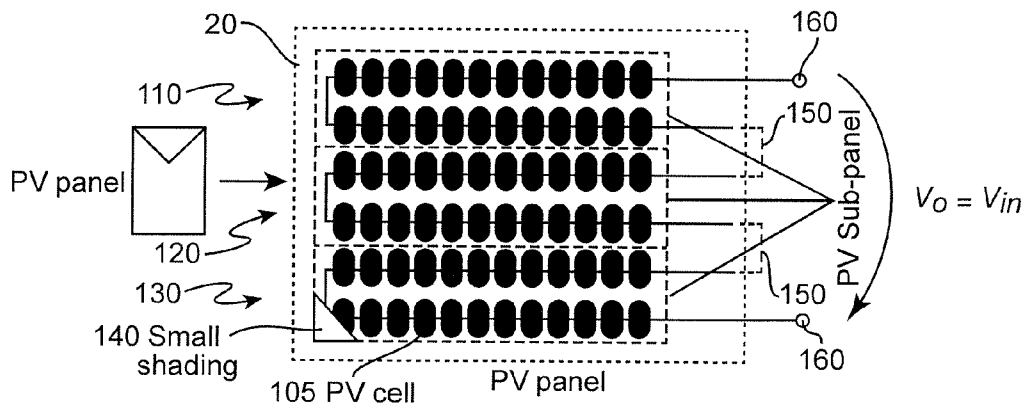 20
160
110
150
PV panel
PV Sub-panel
Vo = Vin
120
130
150
140 Small
shading
160
105 PV cell
PV panel